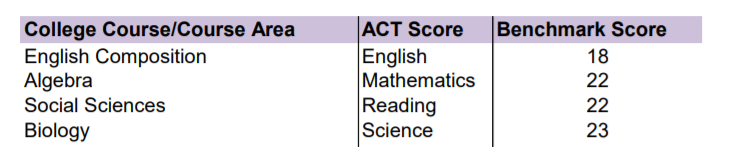 College Course/Course Area ACT Score Benchmark Score
English Composition English 18
Algebra Mathematics 22
Social Sciences Reading 22
Biology Science 23